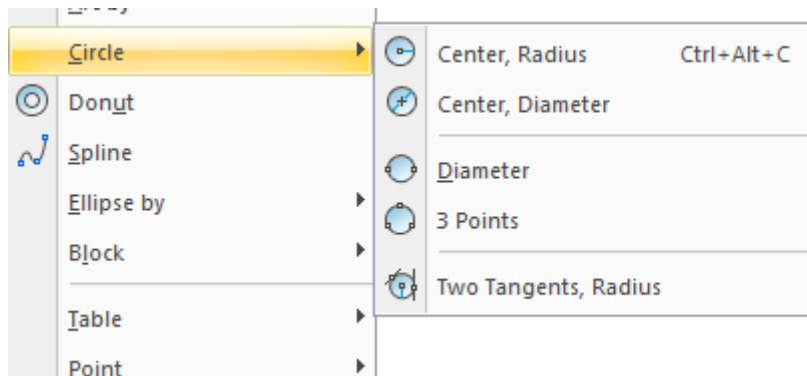 Circle
Donut
Spline
Ellipse by
Block
Table
Point
Center, Radius Ctrl+Alt+C
Center, Diameter
Diameter
3 Points
Two Tangents, Radius